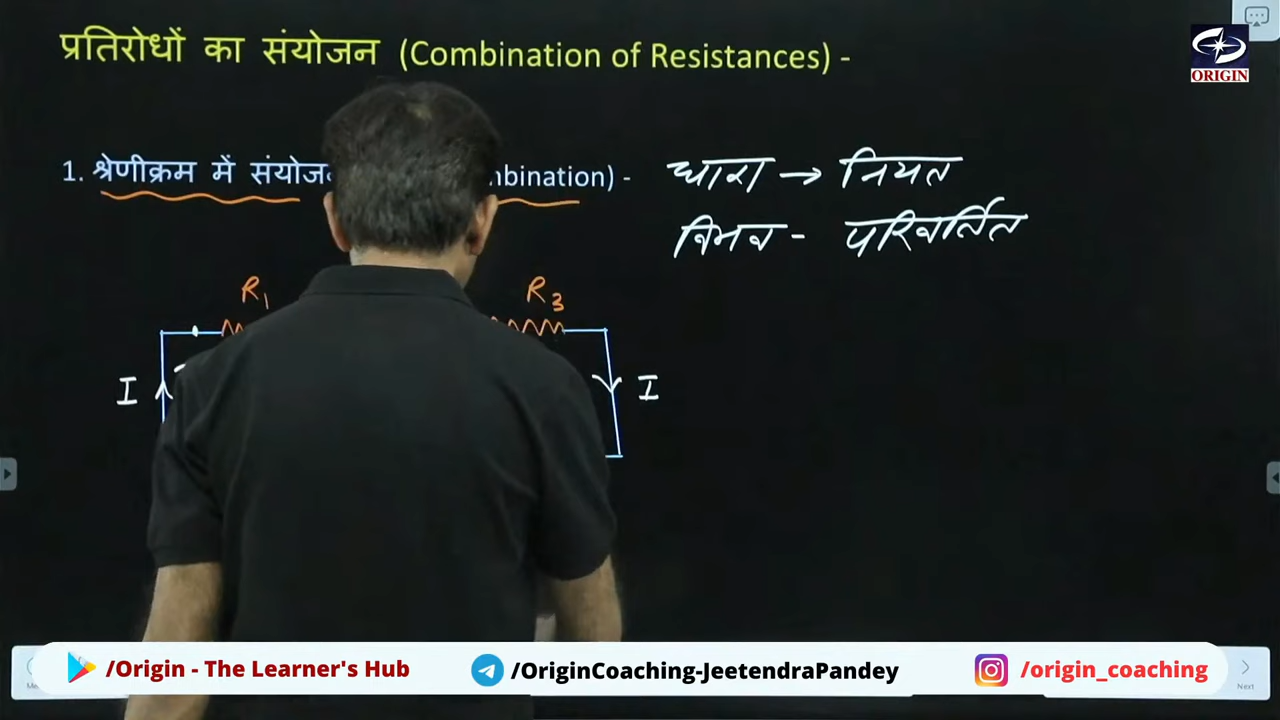 प्रतिरोधों का संयोजन (Combination of Resistances) -
ORIGIN
1. श्रेणीक्रम में nbination) - धारा → नियत
विभव - परिवर्तित
R1 R3
I I
/Origin - The Learner's Hub /OriginCoaching-JeetendraPandey /origin_coaching
Next